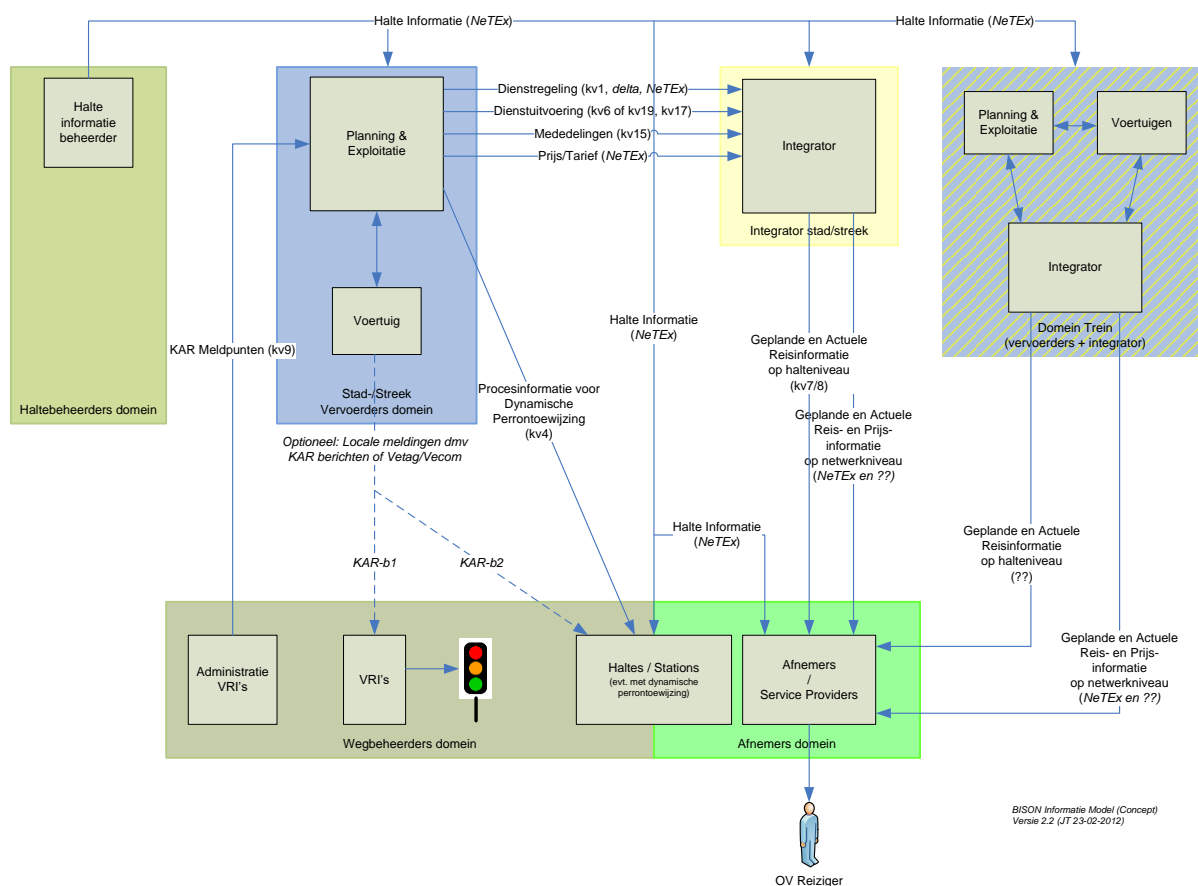 Halte Informatie (NeTEx)
Halte Informatie (NeTEx)
Halte
informatie
beheerder
Haltebeheerders domein
Planning &
Exploitatie
Voertuig
Stad-/Streek
Vervoerders domein
Dienstregeling (kv1, delta, NeTEx)
Dienstuitvoering (kv6 of kv19, kv17)
Mededelingen (kv15)
Prijs/Tarief (NeTEx)
Integrator
Integrator stad/streek
Planning &
Exploitatie
Voertuigen
Integrator
Domein Trein
(vervoerders + integrator)
KAR Meldpunten (kv9)
Halte Informatie
(NeTEx)
Geplande en Actuele
Reisinformatie
op halteniveau
(kv7/8)
Procesinformatie voor
Dynamische
Perrontoewijzing
(kv4)
Geplande en Actuele
Reis- en Prijs-
informatie
op netwerkniveau
(NeTEx en ??)
Optioneel: Locale meldingen dmv
KAR berichten of Vetag/Vecom
KAR-b1
KAR-b2
Halte Informatie
(NeTEx)
Geplande en Actuele
Reisinformatie
op halteniveau
(??)
Geplande en Actuele
Reis- en Prijs-
informatie
op netwerkniveau
(NeTEx en ??)
Administratie
VRI's
VRI's
Haltes / Stations
(evt. met dynamische
perrontoewijzing)
Afnemers
/
Service Providers
Wegbeheerders domein
Afnemers domein
OV Reiziger
BISON Informatie Model (Concept)
Versie 2.2 (JT 23-02-2012)